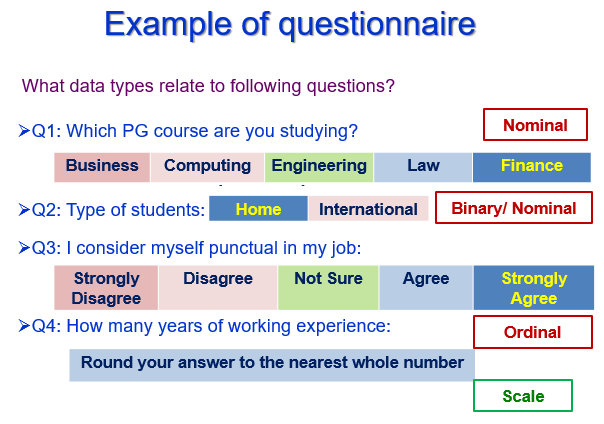 Example of questionnaire
What data types relate to following questions?
➢Q1: Which PG course are you studying?
Nominal
Business Computing Engineering Law Finance
➢Q2: Type of students: Home International Binary/ Nominal
➢Q3: I consider myself punctual in my job:
Strongly Disagree Disagree Not Sure Agree Strongly Agree
➢Q4: How many years of working experience:
Ordinal
Round your answer to the nearest whole number
Scale